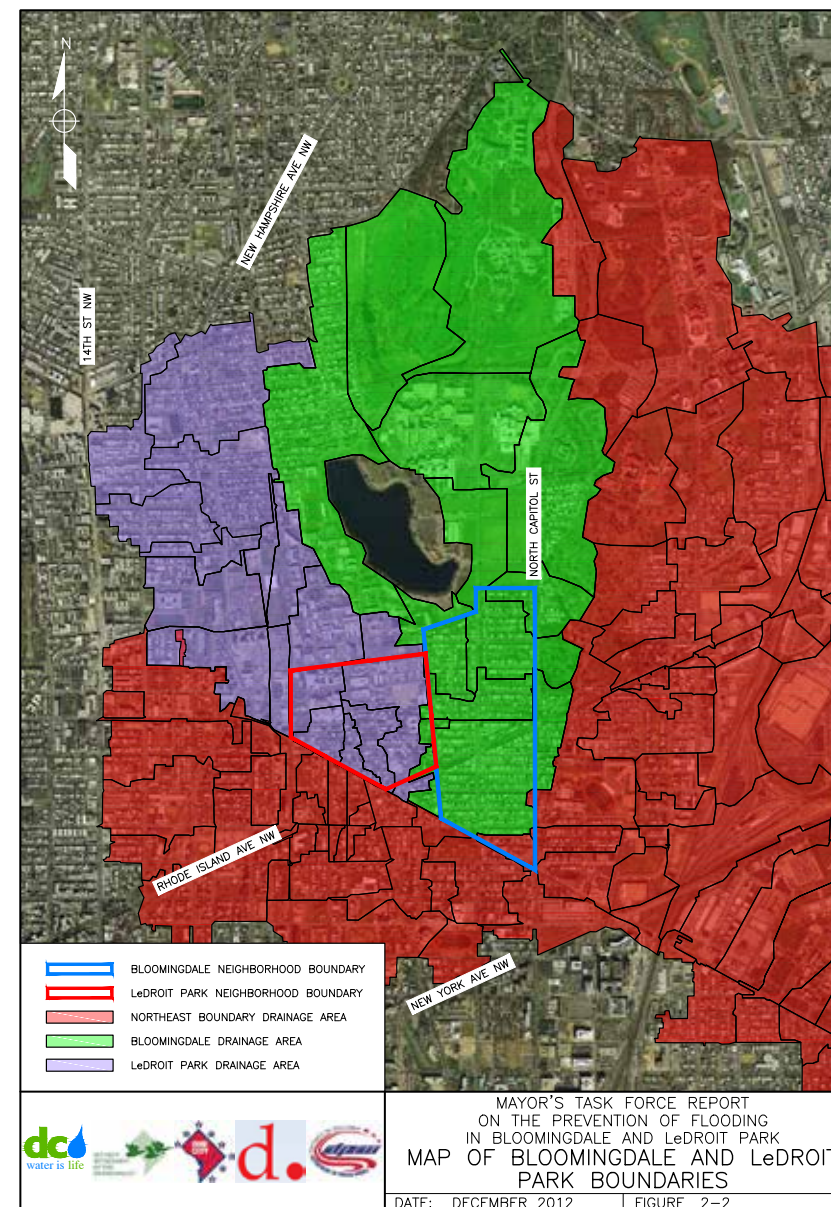 N
NEW HAMPSHIRE AVE NW
14TH ST NW
NORTH CAPITOL ST
RHODE ISLAND AVE NW
NEW YORK AVE NW
BLOOMINGDALE NEIGHBORHOOD BOUNDARY
LeDROIT PARK NEIGHBORHOOD BOUNDARY
NORTHEAST BOUNDARY DRAINAGE AREA
BLOOMINGDALE DRAINAGE AREA
LeDROIT PARK DRAINAGE AREA
dc
water is life
d.
dpw
MAYOR'S TASK FORCE REPORT
ON THE PREVENTION OF FLOODING
IN BLOOMINGDALE AND LeDROIT PARK
MAP OF BLOOMINGDALE AND LeDROIT
PARK BOUNDARIES
DATE: DECEMBER 2012
FIGURE 2-2